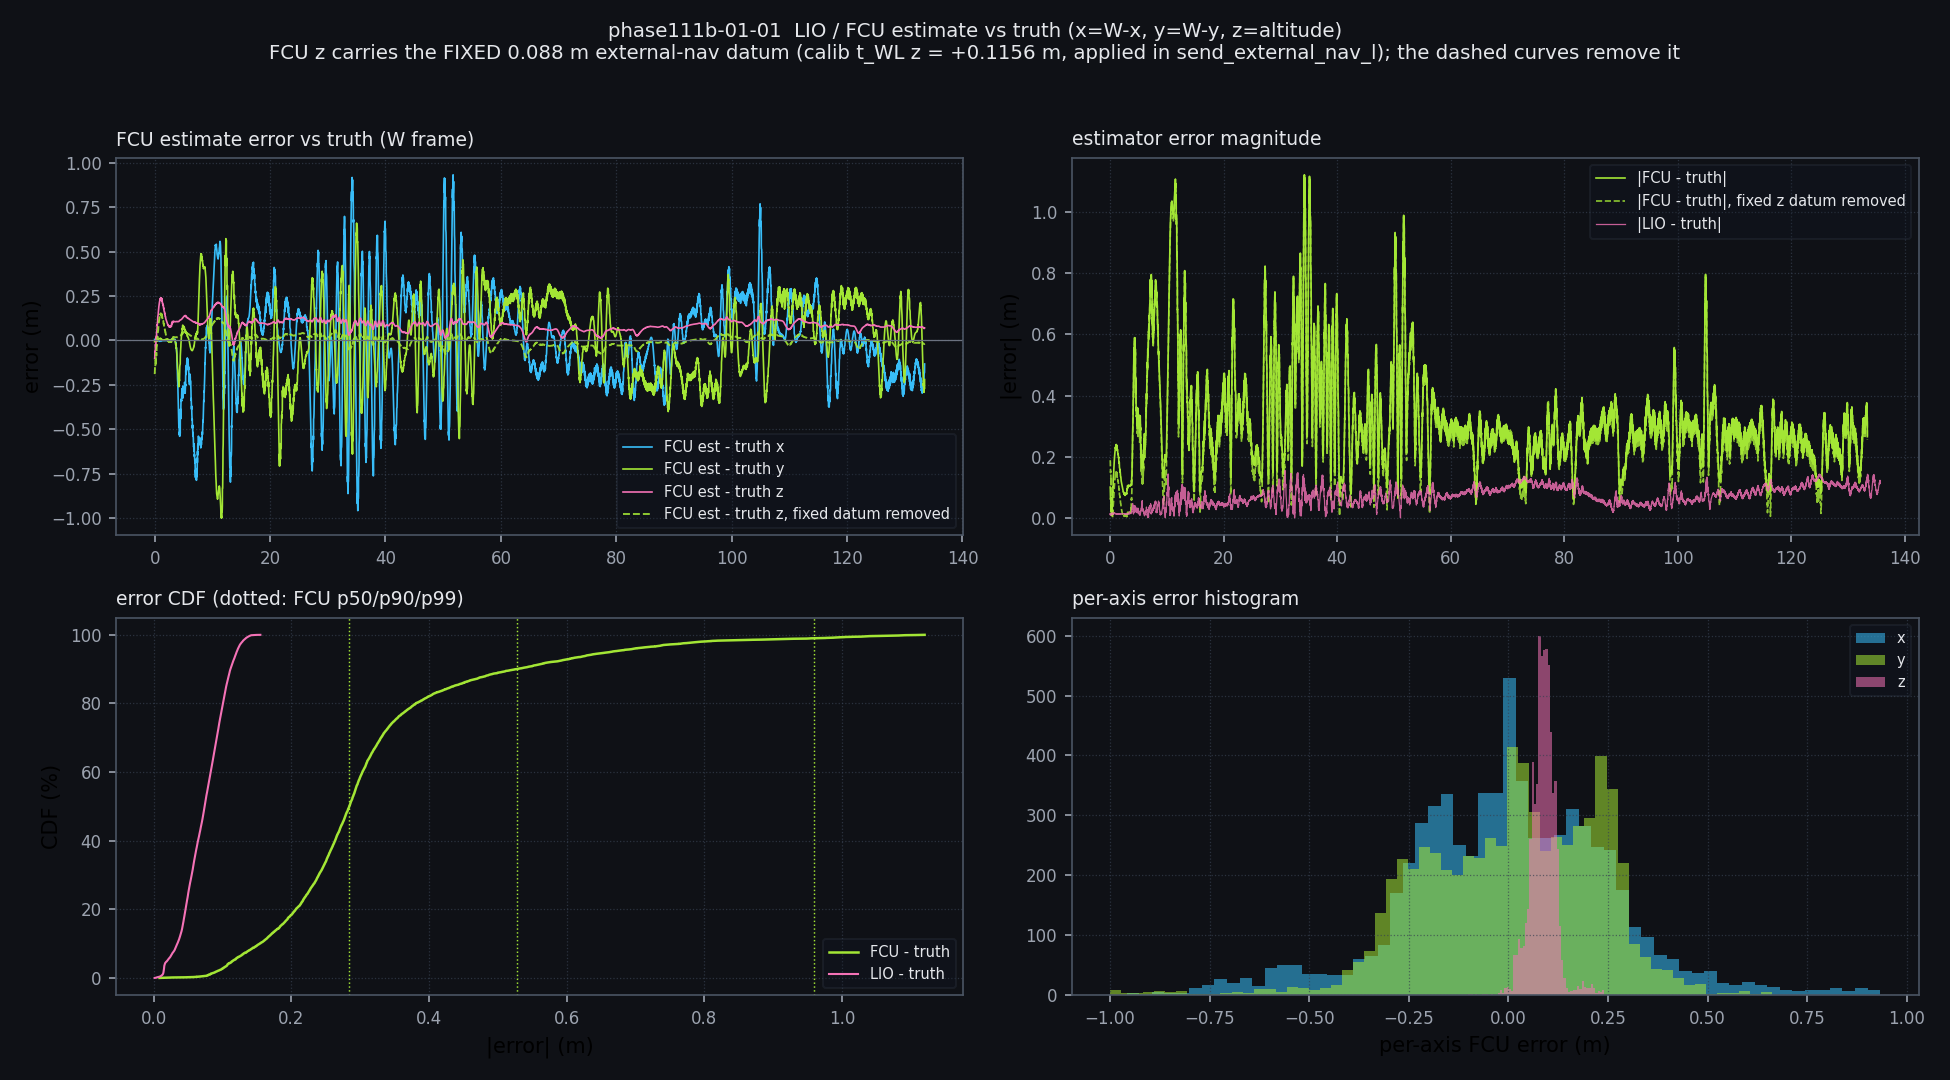 phase111b-01-01  LIO / FCU estimate vs truth (x=W-x, y=W-y, z=altitude)
FCU z carries the FIXED 0.088 m external-nav datum (calib t_WL z = +0.1156 m, applied in send_external_nav_l); the dashed curves remove it
FCU estimate error vs truth (W frame)
error (m)
1.00
0.75
0.50
0.25
0.00
−0.25
−0.50
−0.75
−1.00
0 20 40 60 80 100 120 140
FCU est - truth x
FCU est - truth y
FCU est - truth z
FCU est - truth z, fixed datum removed
estimator error magnitude
|error| (m)
1.0
0.8
0.6
0.4
0.2
0.0
0 20 40 60 80 100 120 140
|FCU - truth|
|FCU - truth|, fixed z datum removed
|LIO - truth|
error CDF (dotted: FCU p50/p90/p99)
CDF (%)
100
80
60
40
20
0
0.0 0.2 0.4 0.6 0.8 1.0
|error| (m)
FCU - truth
LIO - truth
per-axis error histogram
600
500
400
300
200
100
0
−1.00 −0.75 −0.50 −0.25 0.00 0.25 0.50 0.75 1.00
per-axis FCU error (m)
x
y
z